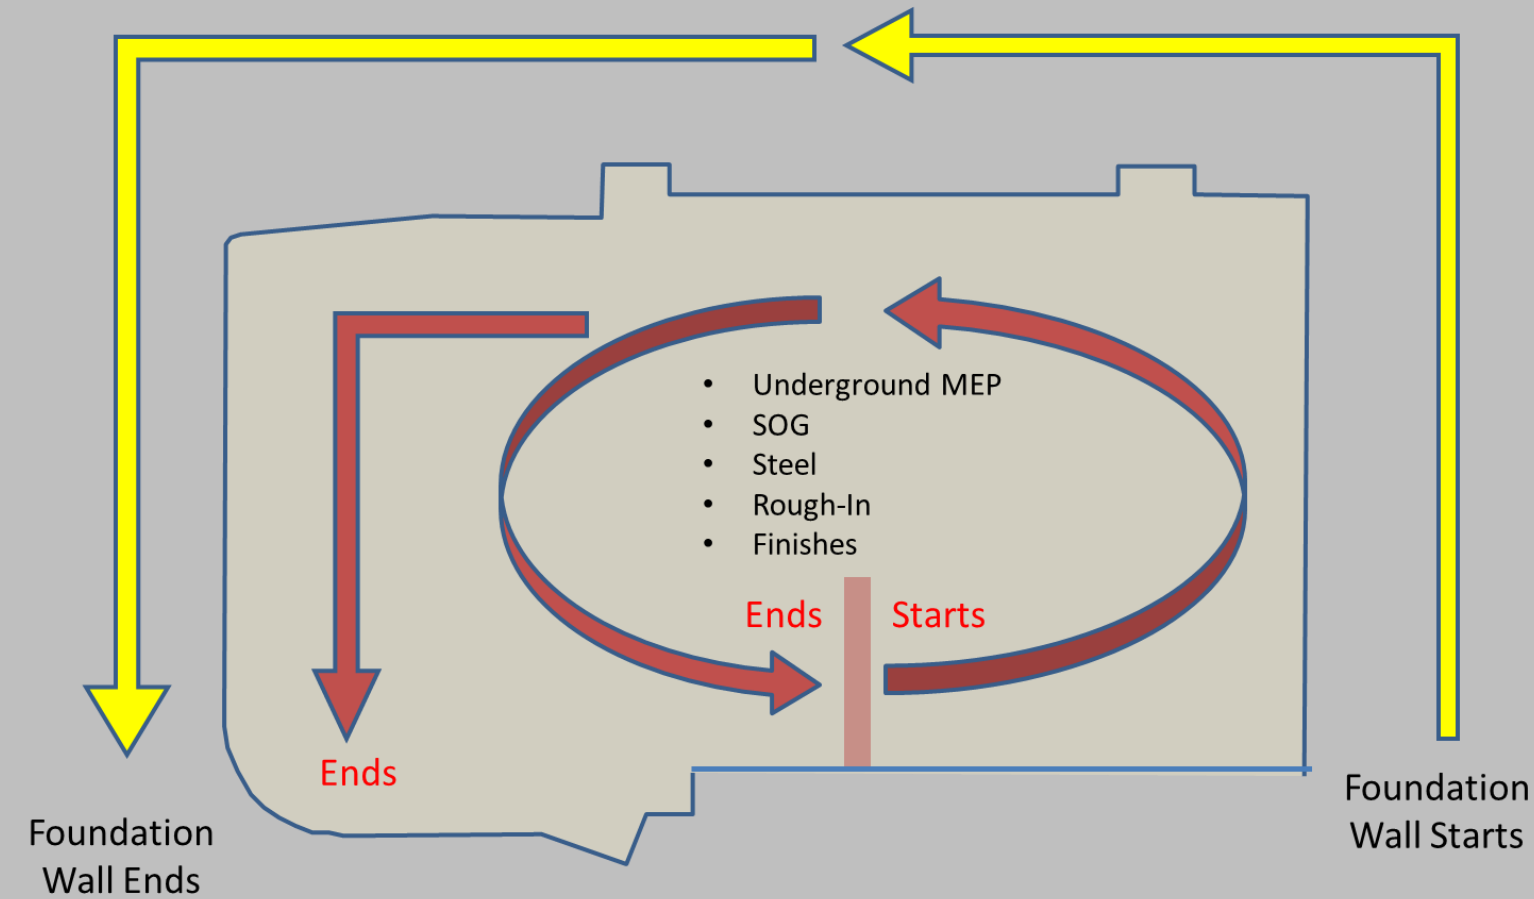 • Underground MEP
• SOG
• Steel
• Rough-In
• Finishes
Ends
Starts
Ends
Foundation
Wall Starts
Foundation
Wall Ends